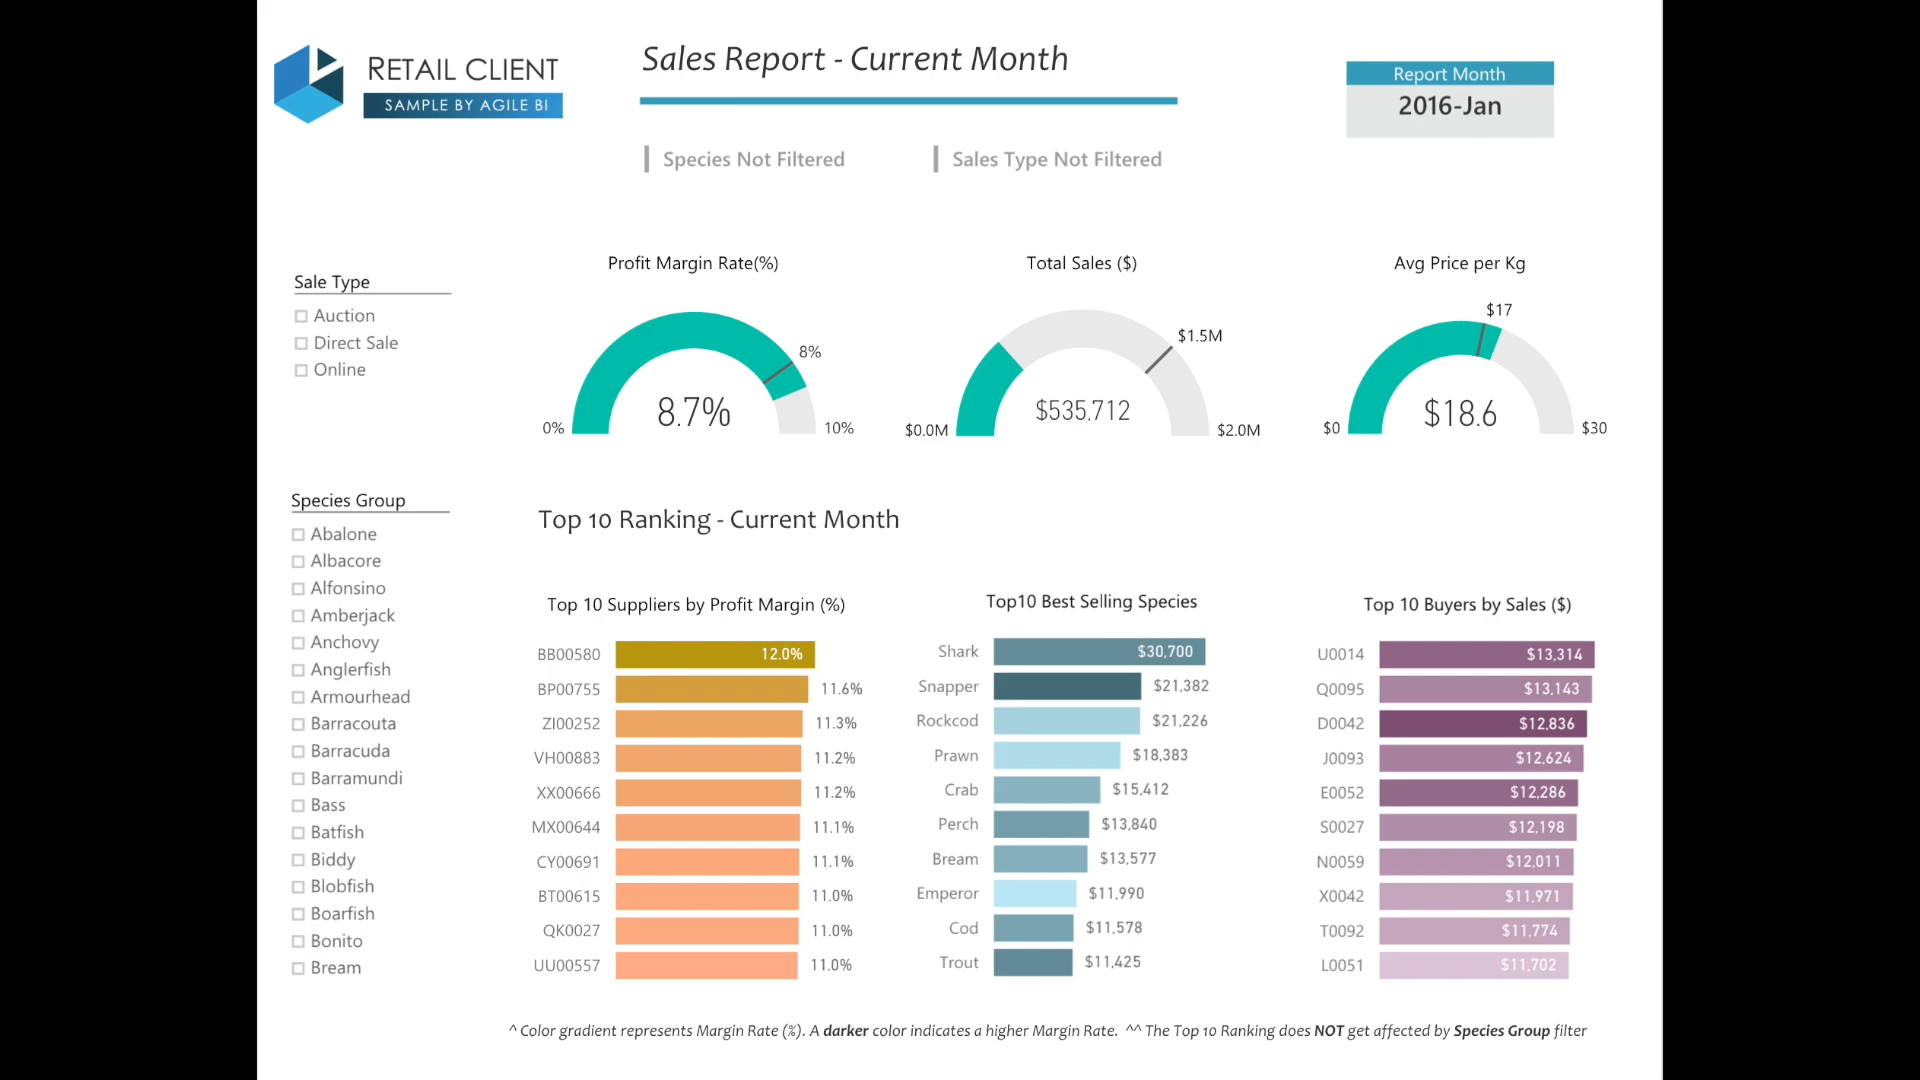 RETAIL CLIENT
SAMPLE BY AGILE BI
Sales Report - Current Month
Report Month
2016-Jan
Species Not Filtered
Sales Type Not Filtered
Sale Type
Auction
Direct Sale
Online
Profit Margin Rate(%)
8%
8.7%
0%
10%
Total Sales ($)
$1.5M
$535,712
$0.0M
$2.0M
Avg Price per Kg
$17
$18.6
$0
$30
Species Group
Abalone
Albacore
Alfonsino
Amberjack
Anchovy
Anglerfish
Armourhead
Barracouta
Barracuda
Barramundi
Bass
Batfish
Biddy
Blobfish
Boarfish
Bonito
Bream
Top 10 Ranking - Current Month
Top 10 Suppliers by Profit Margin (%)
BB00580 12.0%
BP00755 11.6%
ZI00252 11.3%
VH00883 11.2%
XX00666 11.2%
MX00644 11.1%
CY00691 11.1%
BT00615 11.0%
QK0027 11.0%
UU00557 11.0%
Top10 Best Selling Species
Shark $30,700
Snapper $21,382
Rockcod $21,226
Prawn $18,383
Crab $15,412
Perch $13,840
Bream $13,577
Emperor $11,990
Cod $11,578
Trout $11,425
Top 10 Buyers by Sales ($)
U0014 $13,314
Q0095 $13,143
D0042 $12,836
J0093 $12,624
E0052 $12,286
S0027 $12,198
N0059 $12,011
X0042 $11,971
T0092 $11,774
L0051 $11,702
^ Color gradient represents Margin Rate (%). A darker color indicates a higher Margin Rate. ^^ The Top 10 Ranking does NOT get affected by Species Group filter